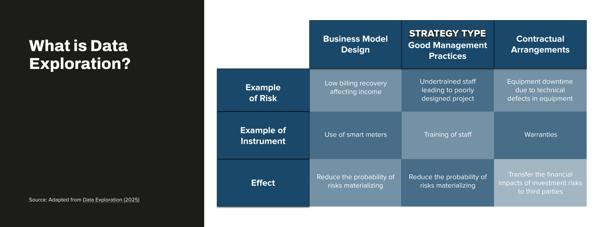 What is Data
Exploration?
Source: Adapted from Data Exploration (2025)
STRATEGY TYPE
Business Model
Design
Good Management
Practices
Contractual
Arrangements
Example
of Risk
Low billing recovery
affecting income
Undertrained staff
leading to poorly
designed project
Equipment downtime
due to technical
defects in equipment
Example of
Instrument
Use of smart meters
Training of staff
Warranties
Effect
Reduce the probability of
risks materializing
Reduce the probability of
risks materializing
Transfer the financial
impacts of investment risks
to third parties